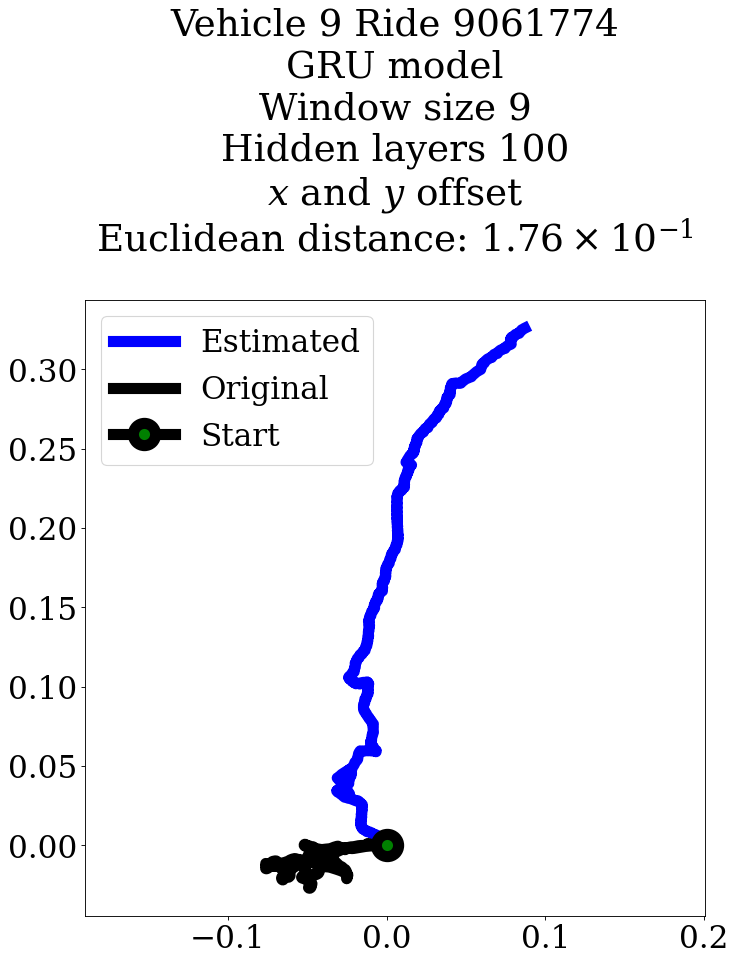 Vehicle 9 Ride 9061774
GRU model
Window size 9
Hidden layers 100
x and y offset
Euclidean distance: 1.76 × 10⁻¹
Estimated
Original
Start
0.30
0.25
0.20
0.15
0.10
0.05
0.00
−0.1 0.0 0.1 0.2